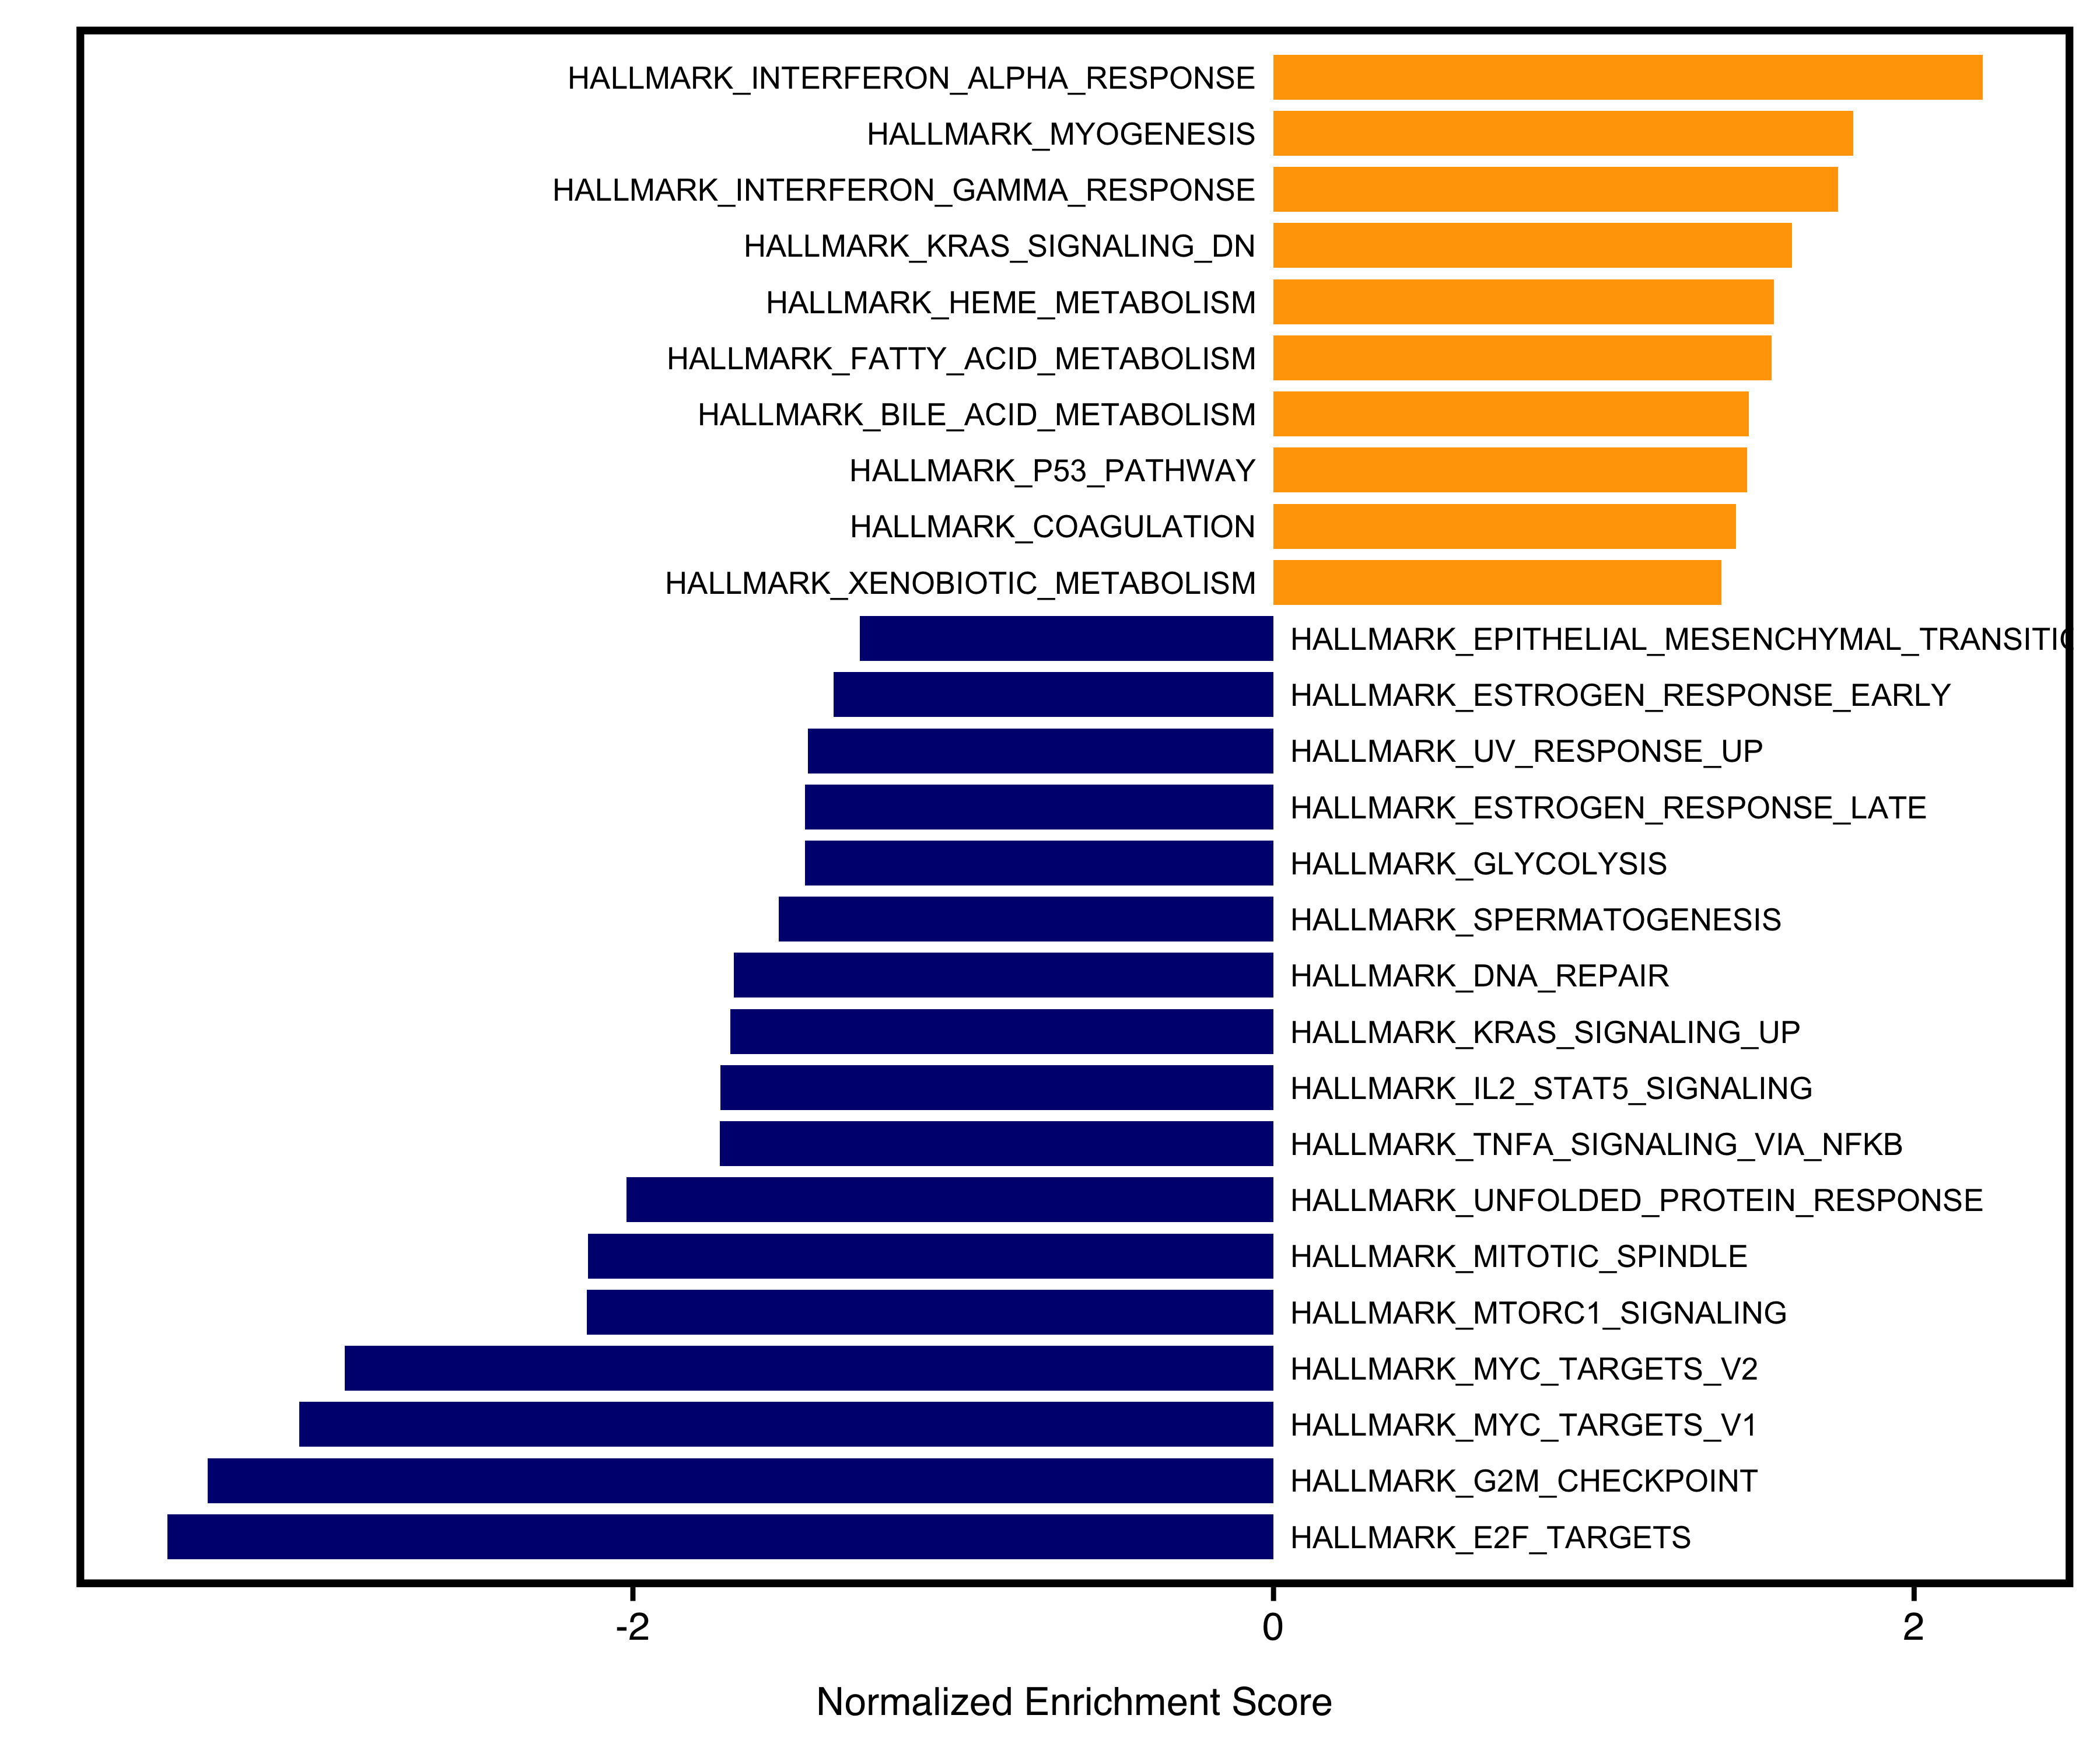 HALLMARK_INTERFERON_ALPHA_RESPONSE
HALLMARK_MYOGENESIS
HALLMARK_INTERFERON_GAMMA_RESPONSE
HALLMARK_KRAS_SIGNALING_DN
HALLMARK_HEME_METABOLISM
HALLMARK_FATTY_ACID_METABOLISM
HALLMARK_BILE_ACID_METABOLISM
HALLMARK_P53_PATHWAY
HALLMARK_COAGULATION
HALLMARK_XENOBIOTIC_METABOLISM
HALLMARK_EPITHELIAL_MESENCHYMAL_TRANSITIO
HALLMARK_ESTROGEN_RESPONSE_EARLY
HALLMARK_UV_RESPONSE_UP
HALLMARK_ESTROGEN_RESPONSE_LATE
HALLMARK_GLYCOLYSIS
HALLMARK_SPERMATOGENESIS
HALLMARK_DNA_REPAIR
HALLMARK_KRAS_SIGNALING_UP
HALLMARK_IL2_STAT5_SIGNALING
HALLMARK_TNFA_SIGNALING_VIA_NFKB
HALLMARK_UNFOLDED_PROTEIN_RESPONSE
HALLMARK_MITOTIC_SPINDLE
HALLMARK_MTORC1_SIGNALING
HALLMARK_MYC_TARGETS_V2
HALLMARK_MYC_TARGETS_V1
HALLMARK_G2M_CHECKPOINT
HALLMARK_E2F_TARGETS
-2 0 2
Normalized Enrichment Score